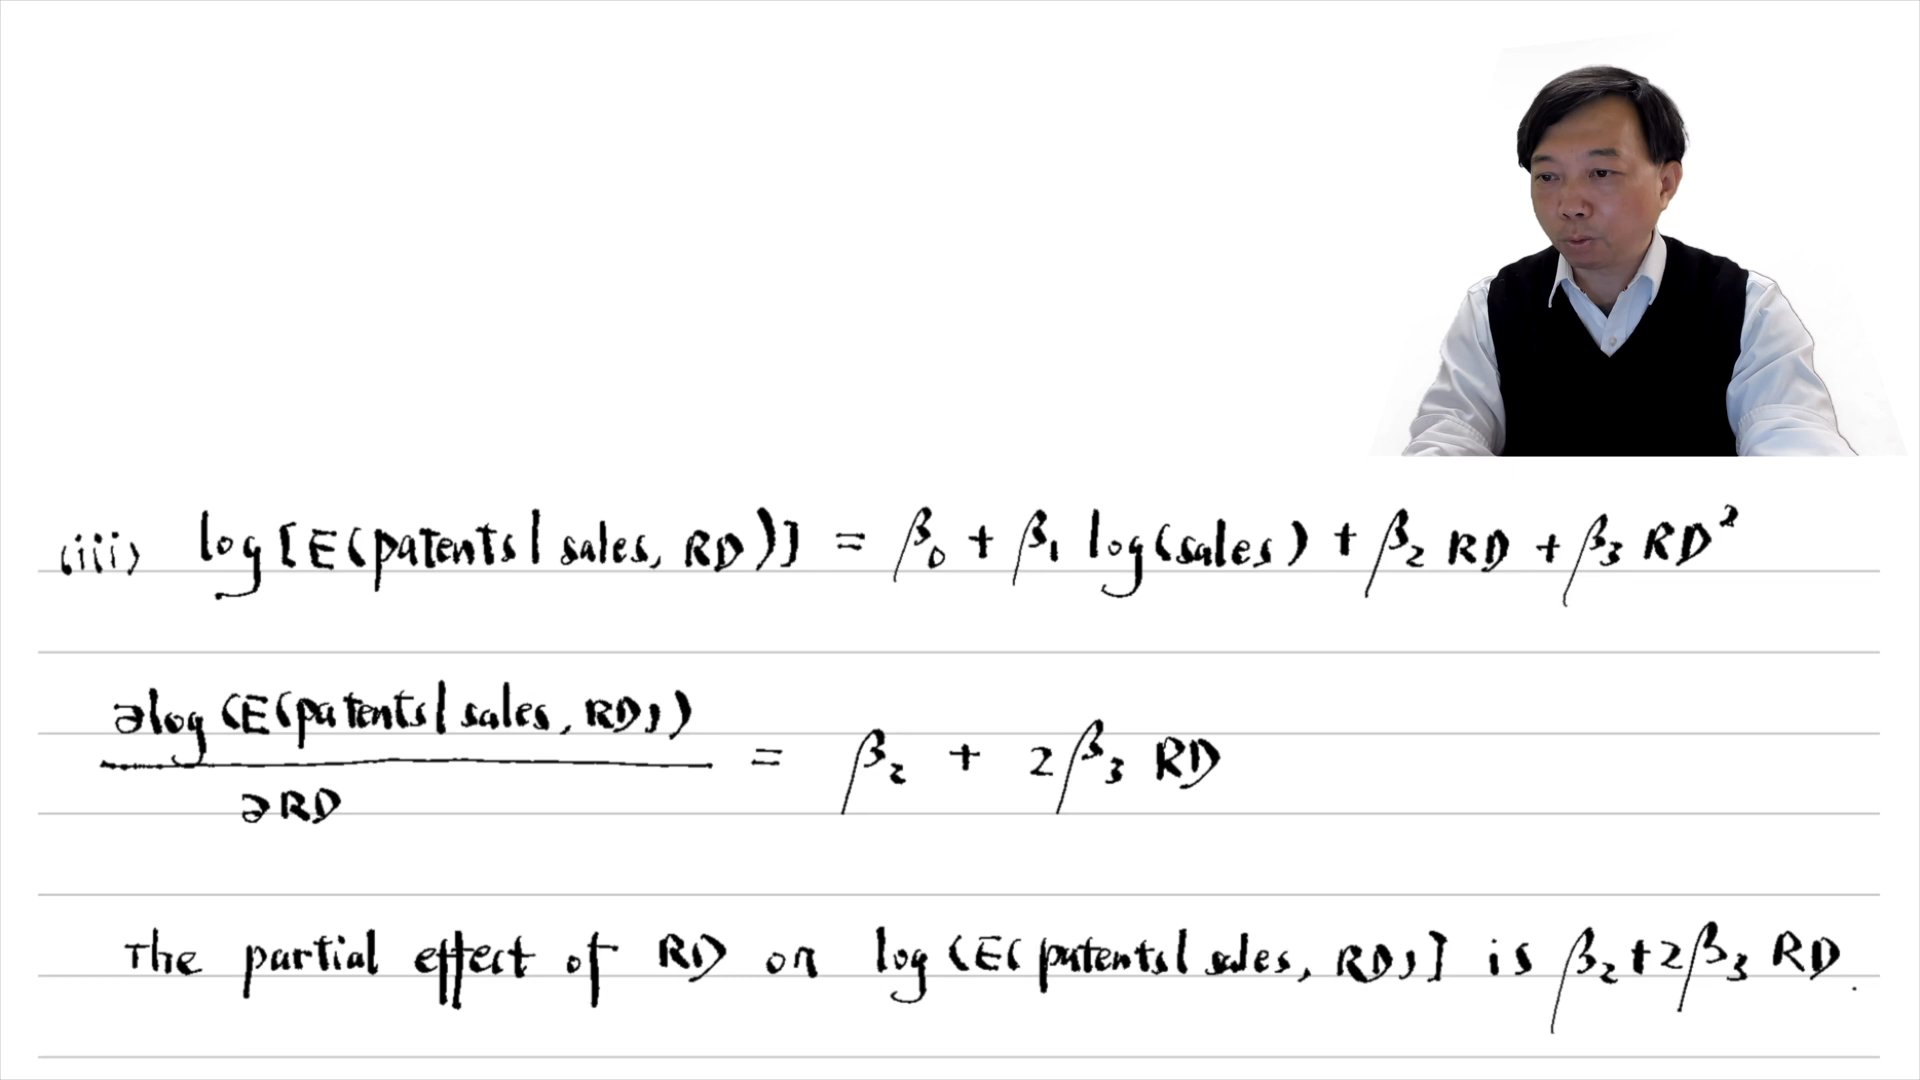 (iii) log[E(patents|sales, RD)] = β₀ + β₁ log(sales) + β₂ RD + β₃ RD²
∂log(E(patents|sales, RD))
∂RD
= β₂ + 2β₃ RD
The partial effect of RD on log(E(patents|sales, RD)] is β₂+2β₃ RD.